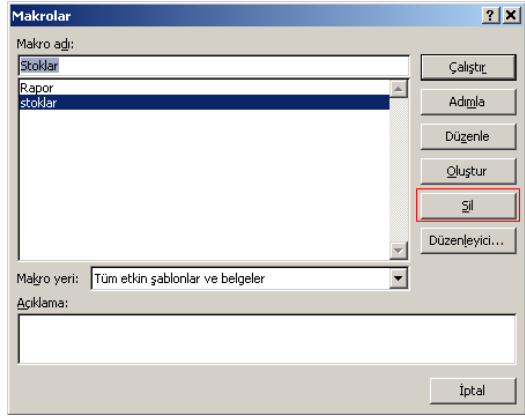 Makrolar
Makro adı:
Stoklar
Çalıştır
Rapor
stoklar
Adımla
Düzenle
Oluştur
Sil
Düzenleyici...
Makro yeri: Tüm etkin şablonlar ve belgeler
Açıklama:
İptal